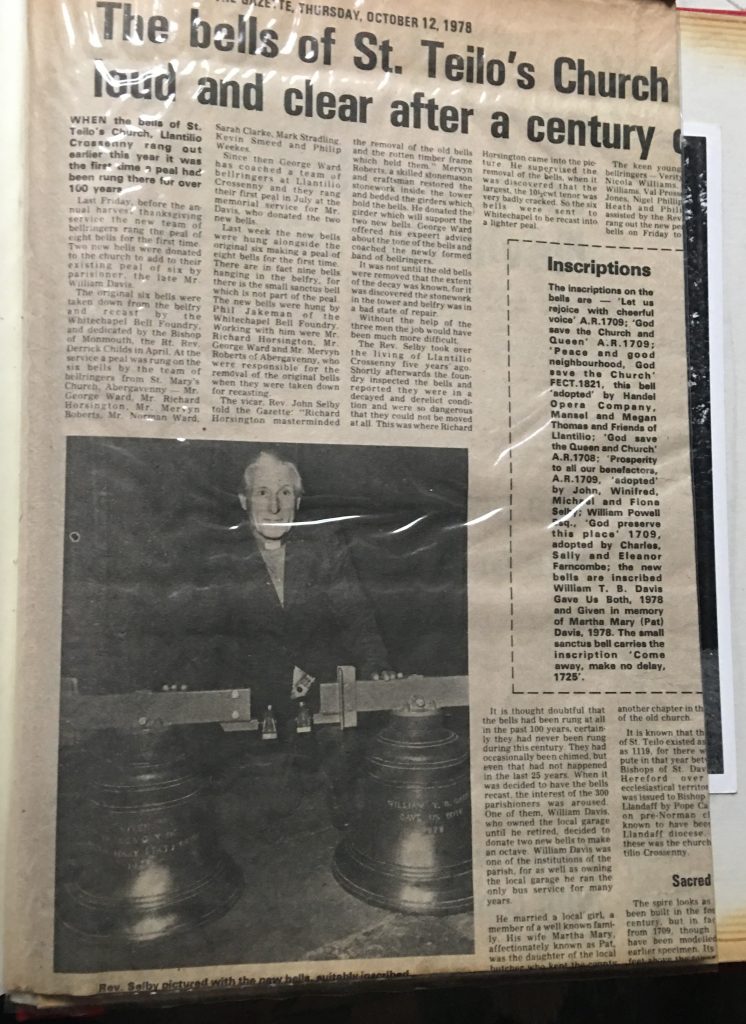 THE GAZETTE, THURSDAY, OCTOBER 12, 1978
The bells of St. Teilo's Church
loud and clear after a century
WHEN the bells of St.
Teilo's Church, Llantilio
Crossenny rang out
earlier this year it was
the first time a peal had
been rung there for over
100 years.
Last Friday, before the
annual harvest thanksgiving
service the new team of
bellringers rang the peal of
eight bells for the first time.
Two new bells were donated
to the church to add to their
existing peal of six by
parishioner, the late Mr.
William Davis.
The original six bells were
taken down from the belfry
and recast by the
Whitechapel Bell Foundry,
and dedicated by the Bishop
of Monmouth, the Rt. Rev.
Derrick Childs in April. At the
service a peal was rung on the
six bells by the team of
bellringers from St. Mary's
Church, Abergavenny — Mr.
George Ward, Mr. Richard
Horsington, Mr. Mervyn
Roberts, Mr. Norman Ward,
Sarah Clarke, Mark Stradling,
Kevin Smeed and Philip
Weekes.
Since then George Ward
has coached a team of
bellringers at Llantilio
Crossenny and they rang
their first peal in July at the
memorial service for Mr.
Davis, who donated the two
new bells.
Last week the new bells
were hung alongside the
original six making a peal of
eight bells for the first time.
There are in fact nine bells
hanging in the belfry, for
there is the small sanctus bell
which is not part of the peal.
The new bells were hung by
Phil Jakeman of the
Whitechapel Bell Foundry.
Working with him were Mr.
Richard Horsington, Mr.
George Ward and Mr. Mervyn
Roberts of Abergavenny, who
were responsible for the
removal of the original bells
when they were taken down
for recasting.
The vicar, Rev. John Selby
told the Gazette: "Richard
Horsington masterminded
the removal of the old bells
and the rotten timber frame
which held them." Mervyn
Roberts, a skilled stonemason
and craftsman restored the
stonework inside the tower
and bedded the girders which
hold the bells. He donated the
girder which will support the
two new bells. George Ward
offered his expert advice
about the tone of the bells and
coached the newly formed
band of bellringers.
It was not until the old bells
were removed that the extent
of the decay was known, for it
was discovered the stonework
in the tower and belfry was in
a bad state of repair.
Without the help of the
three men the job would have
been much more difficult.
The Rev. Selby took over
the living of Llantilio
Crossenny five years ago.
Shortly afterwards the foun-
dry inspected the bells and
reported they were in a
decayed and derelict condi-
tion and were so dangerous
that they could not be moved
at all. This was where Richard
Horsington came into the pic-
ture. He supervised the
removal of the bells, when it
was discovered that the
largest, the 10½cwt tenor was
very badly cracked. So the six
bells were sent to
Whitechapel to be recast into
a lighter peal.
The keen young
bellringers —
Nicola Williams,
William, Val
Jones, Nigel
Heath and
assisted by the Rev
rang out the new
bells on Friday to
Inscriptions
The inscriptions on the
bells are — 'Let us
rejoice with cheerful
voice' A.R.1709; 'God
save the Church and
Queen' A.R.1709;
'Peace and good
neighbourhood, God
save the Church'
FECT.1821, this bell
'adopted' by Handel
Opera Company,
Mansel and Megan
Thomas and Friends of
Llantilio; 'God save
the Queen and Church'
A.R.1708; 'Prosperity
to all our benefactors,
A.R.1709, 'adopted'
by John, Winifred,
Michael and Fiona
Selby; William Powell
Esq., 'God preserve
this place' 1709,
adopted by Charles,
Sally and Eleanor
Farncombe; the new
bells are inscribed
William T. B. Davis
Gave Us Both, 1978
and Given in memory
of Martha Mary (Pat)
Davis, 1978. The small
sanctus bell carries the
inscription 'Come
away, make no delay,
1725'.
It is thought doubtful that
the bells had been rung at all
in the past 100 years, certain-
ly they had never been rung
during this century. They had
occasionally been chimed, but
even that had not happened
in the last 25 years. When it
was decided to have the bells
recast, the interest of the 300
parishioners was aroused.
One of them, William Davis,
who owned the local garage
until he retired, decided to
donate two new bells to make
an octave. William Davis was
one of the institutions of the
parish, for as well as owning
the local garage he ran the
only bus service for many
years.
He married a local girl, a
member of a well known fami-
ly. His wife Martha Mary,
affectionately known as Pat,
was the daughter of the local
butcher who kept the county
another chapter in the
of the old church.
It is known that
of St. Teilo existed as
as 1119, for there
pute in that year
Bishops of St.
Hereford over
ecclesiastical
was issued to Bishop
Llandaff by Pope
on pre-Norman
known to have been
Llandaff diocese.
these was the church
tilio Crossenny.
Sacred
The spire looks as
been built in the
century, but in
from 1709, though
have been
earlier specimen. Its
WILLIAM T. B.
GAVE US BOTH
1978
Rev. Selby pictured with the new bells, suitably inscribed